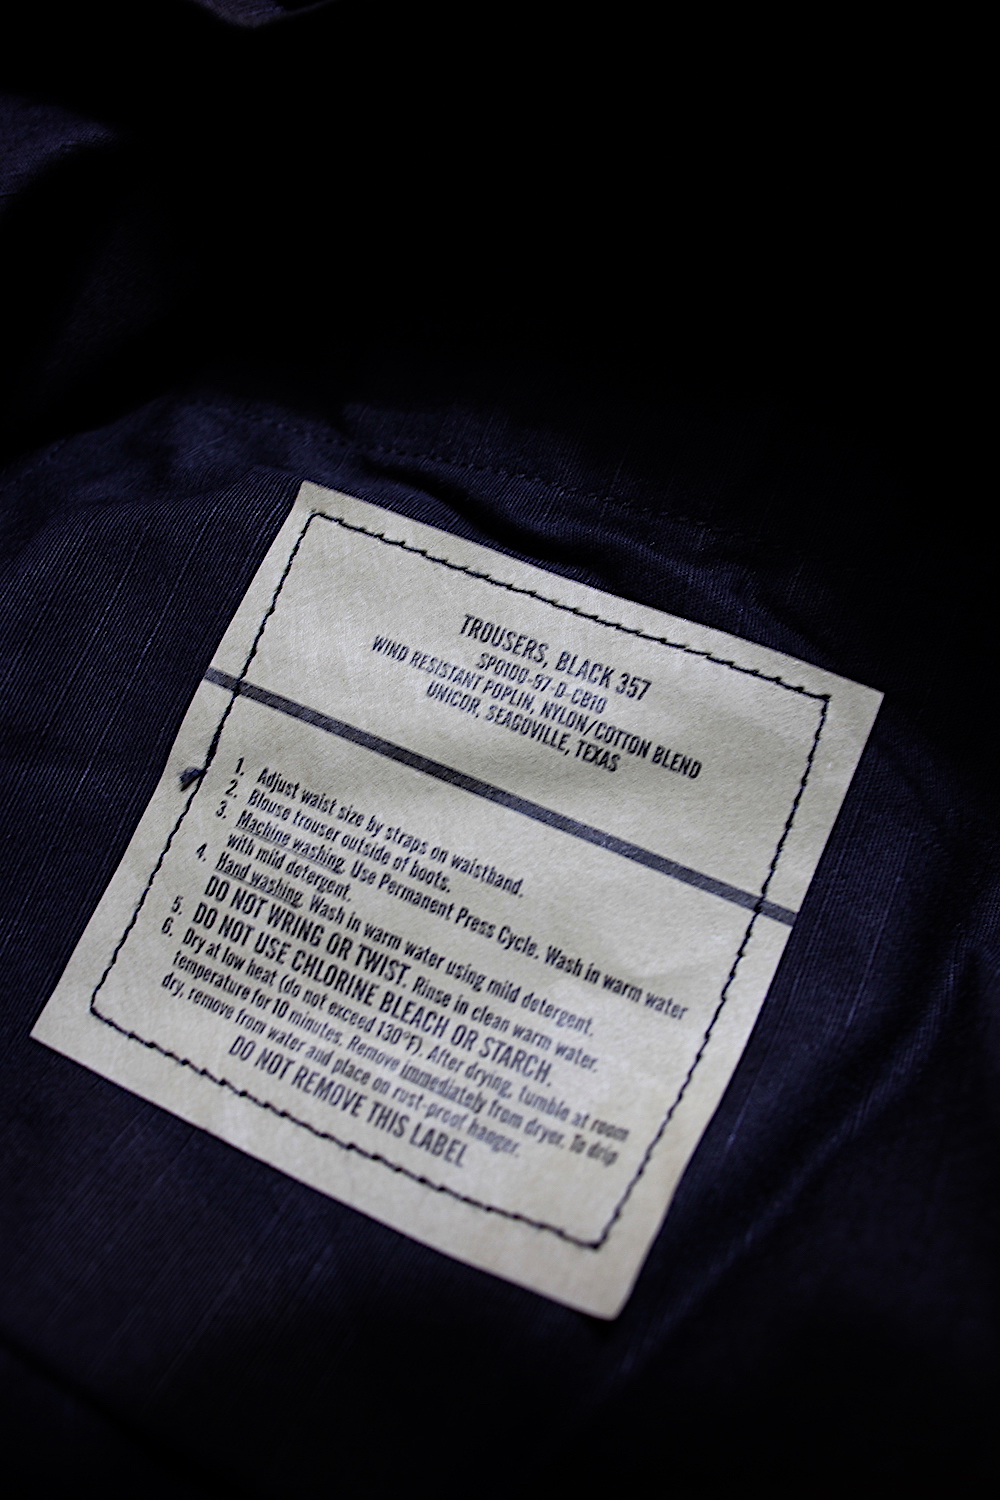 TROUSERS, BLACK 357
SP0100-97-D-CB10
WIND RESISTANT POPLIN, NYLON/COTTON BLEND
UNICOR, SEAGOVILLE, TEXAS
1. Adjust waist size by straps on waistband.
2. Blouse trouser outside of boots.
3. Machine washing. Use Permanent Press Cycle. Wash in warm water
with mild detergent.
4. Hand washing. Wash in warm water using mild detergent.
DO NOT WRING OR TWIST. Rinse in clean warm water.
5. DO NOT USE CHLORINE BLEACH OR STARCH.
6. Dry at low heat (do not exceed 130°F). After drying, tumble at room
temperature for 10 minutes. Remove immediately from dryer. To drip
dry, remove from water and place on rust-proof hanger.
DO NOT REMOVE THIS LABEL